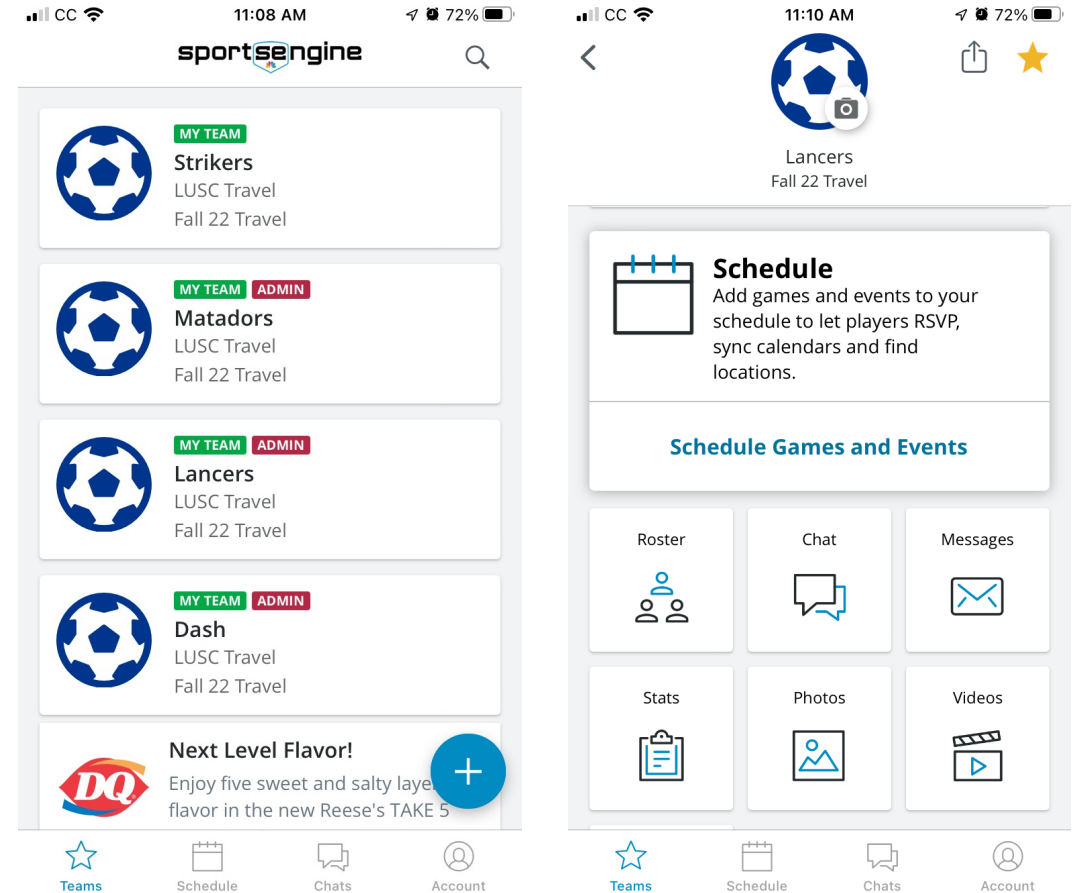 CC 11:08 AM 72%
sportsengine
MY TEAM
Strikers
LUSC Travel
Fall 22 Travel
MY TEAM ADMIN
Matadors
LUSC Travel
Fall 22 Travel
MY TEAM ADMIN
Lancers
LUSC Travel
Fall 22 Travel
MY TEAM ADMIN
Dash
LUSC Travel
Fall 22 Travel
DQ
Next Level Flavor!
Enjoy five sweet and salty laye
flavor in the new Reese's TAKE 5
Teams Schedule Chats Account
CC 11:10 AM 72%
Lancers
Fall 22 Travel
Schedule
Add games and events to your
schedule to let players RSVP,
sync calendars and find
locations.
Schedule Games and Events
Roster Chat Messages
Stats Photos Videos
Teams Schedule Chats Account